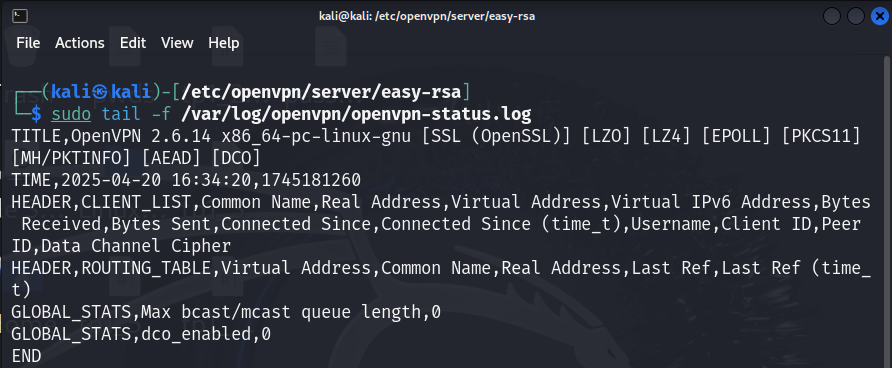 kali@kali: /etc/openvpn/server/easy-rsa
File Actions Edit View Help
┌──(kali㉿kali)-[/etc/openvpn/server/easy-rsa]
└─$ sudo tail -f /var/log/openvpn/openvpn-status.log
TITLE,OpenVPN 2.6.14 x86_64-pc-linux-gnu [SSL (OpenSSL)] [LZO] [LZ4] [EPOLL] [PKCS11]
[MH/PKTINFO] [AEAD] [DCO]
TIME,2025-04-20 16:34:20,1745181260
HEADER,CLIENT_LIST,Common Name,Real Address,Virtual Address,Virtual IPv6 Address,Bytes
 Received,Bytes Sent,Connected Since,Connected Since (time_t),Username,Client ID,Peer
ID,Data Channel Cipher
HEADER,ROUTING_TABLE,Virtual Address,Common Name,Real Address,Last Ref,Last Ref (time_
t)
GLOBAL_STATS,Max bcast/mcast queue length,0
GLOBAL_STATS,dco_enabled,0
END